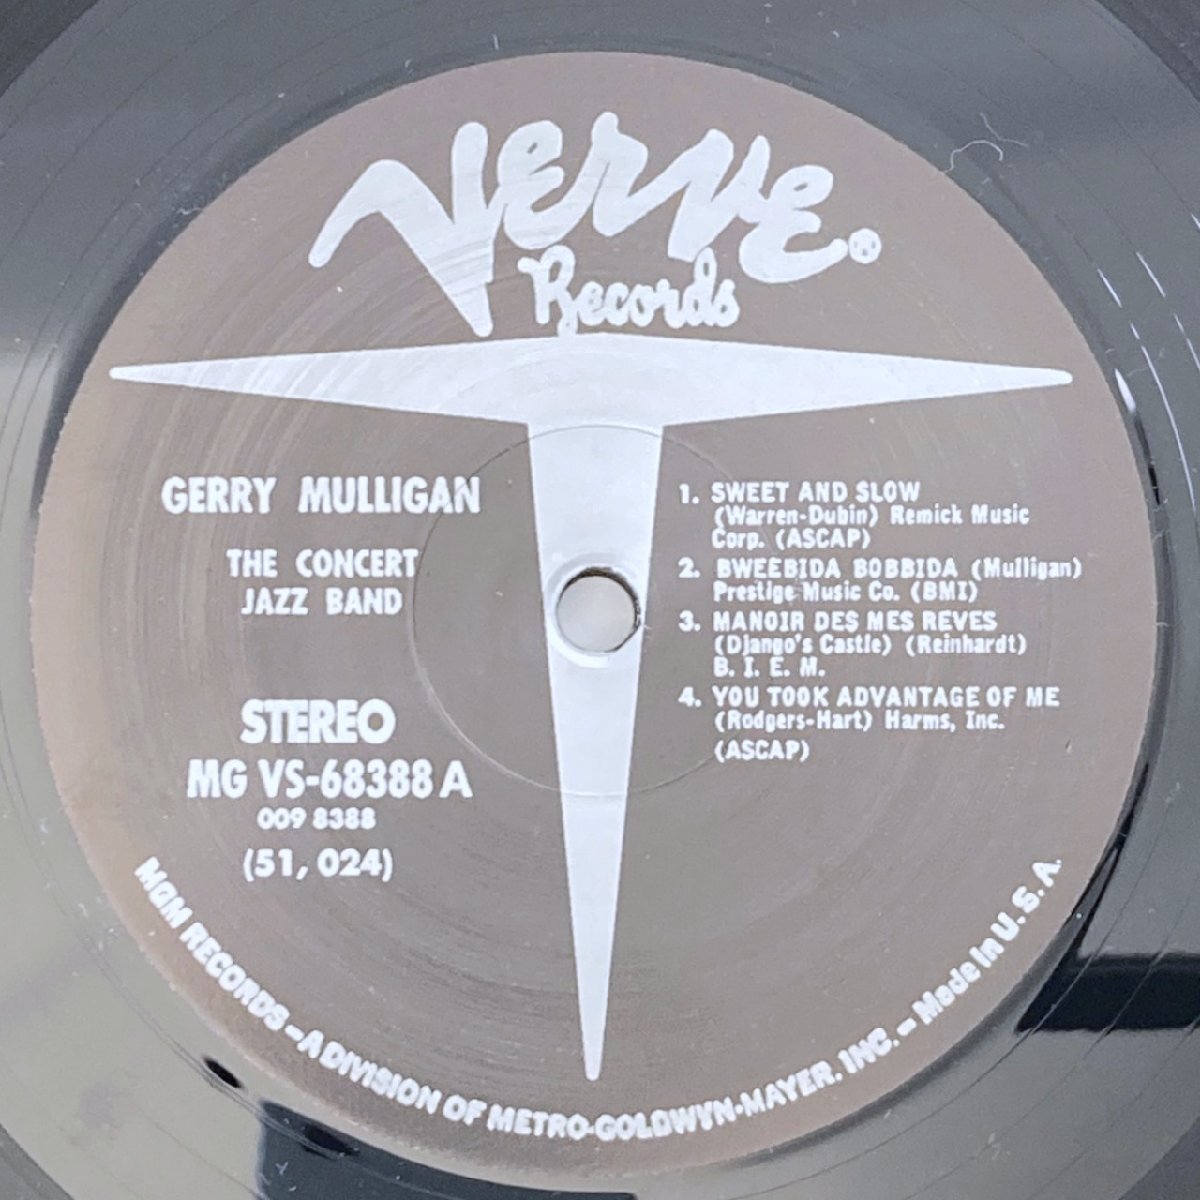 Verve
Records
GERRY MULLIGAN
THE CONCERT
JAZZ BAND
STEREO
MG VS-68388 A
009 8388
(51, 024)
1. SWEET AND SLOW
(Warren-Dubin) Remick Music
Corp. (ASCAP)
2. BWEEBIDA BOBBIDA (Mulligan)
Prestige Music Co. (BMI)
3. MANOIR DES MES REVES
(Django's Castle) (Reinhardt)
B. I. E. M.
4. YOU TOOK ADVANTAGE OF ME
(Rodgers-Hart) Harms, Inc.
(ASCAP)
MGM RECORDS – A DIVISION OF METRO-GOLDWYN-MAYER, INC. – Made in U. S. A.